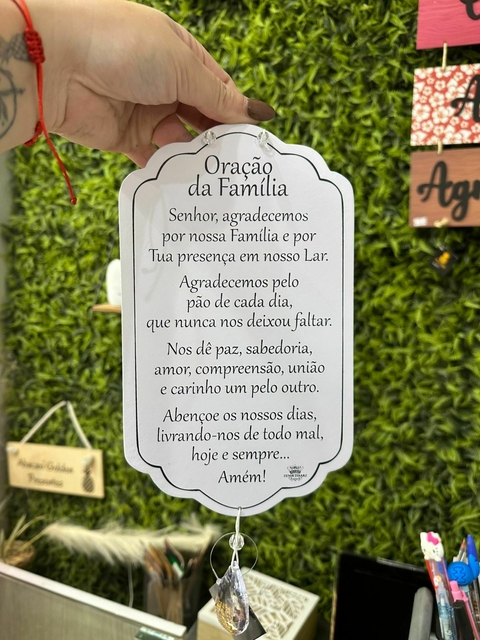 Oração
da Família
Senhor, agradecemos
por nossa Família e por
Tua presença em nosso Lar.
Agradecemos pelo
pão de cada dia,
que nunca nos deixou faltar.
Nos dê paz, sabedoria,
amor, compreensão, união
e carinho um pelo outro.
Abençoe os nossos dias,
livrando-nos de todo mal,
hoje e sempre...
Amém!
A
Agr